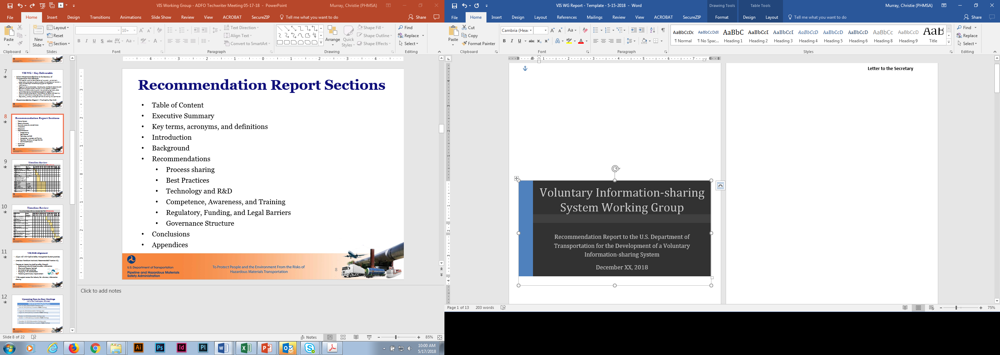 VIS Working Group - ADFO Techwriter Meeting 05-17-18 - PowerPoint
Murray, Christie (PHMSA)
File Home Insert Design Transitions Animations Slide Show Review View ACROBAT SecureZIP Tell me what you want to do Share
Paste
New Slide
Layout
Reset
Section
10+
Text Direction
Align Text
Convert to SmartArt
Arrange
Quick Styles
Shape Fill
Shape Outline
Shape Effects
Find
Replace
Select
Clipboard Slides Font Paragraph Drawing Editing
7
VIS WG – Key Deliverable
8
Recommendation Report Sections
9
Timeline Review
10
Timeline Review
11
VIS/SMS Alignment
12
Upcoming Face-to-Face Meetings
Recommendation Report Sections
• Table of Content
• Executive Summary
• Key terms, acronyms, and definitions
• Introduction
• Background
• Recommendations
• Process sharing
• Best Practices
• Technology and R&D
• Competence, Awareness, and Training
• Regulatory, Funding, and Legal Barriers
• Governance Structure
• Conclusions
• Appendices
U.S. Department of Transportation
Pipeline and Hazardous Materials
Safety Administration
To Protect People and the Environment From the Risks of
Hazardous Materials Transportation
8
Click to add notes
Slide 8 of 22
Notes
85%
10:00 AM
5/17/2018
VIS WG Report - Template - 5-15-2018 - Word
Drawing Tools Table Tools
Murray, Christie (PHMSA)
File Home Insert Design Layout References Mailings Review View ACROBAT SecureZIP Format Design Layout Tell me what you want to do Share
Paste
Cut
Copy
Format Painter
Cambria (Heac
AaBbCcDc AaBbCcDdE AaBbC AaBbCcI AaBbCcD AaBbCcD AaBbCcD AaBbCcD AaBbCc AaBbCcD AaB
¶ Normal ¶ No Spac... Heading 1 Heading 2 Heading 3 Heading 4 Heading 5 Heading 6 Heading 8 Heading 9 Title
Find
Replace
Select
Clipboard Font Paragraph Styles Editing
Letter to the Secretary
Voluntary Information-sharing
System Working Group
Recommendation Report to the U.S. Department of
Transportation for the Development of a Voluntary
Information-sharing System
December XX, 2018
Page 1 of 13 203 words
75%